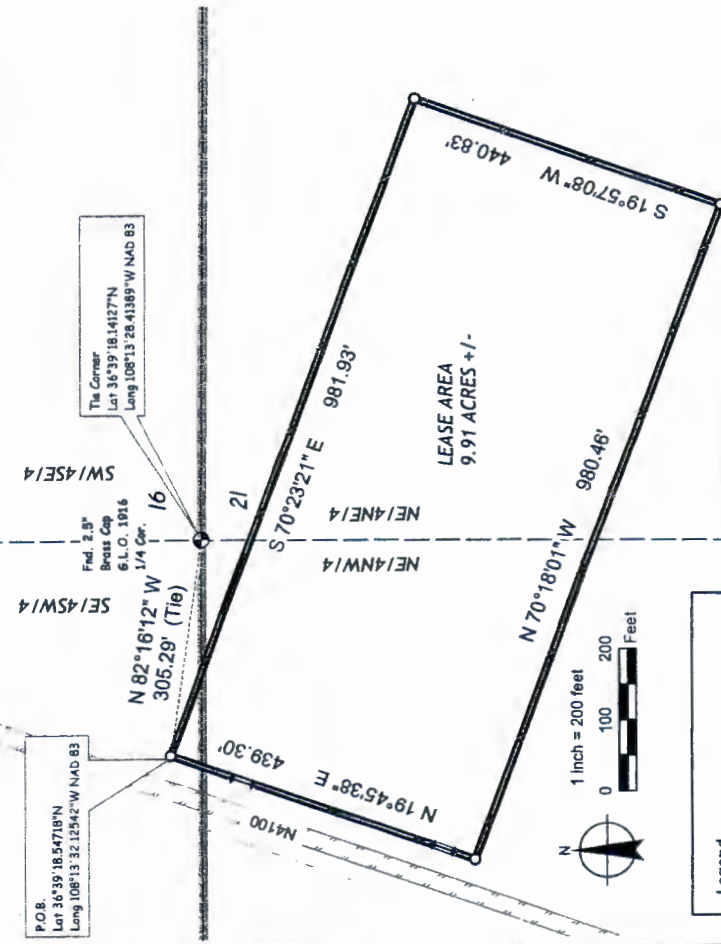 P.O.B.
Lat 36°39'18.54718"N
Long 108°13'32.12542"W NAD 83
Tie Corner
Lat 36°39'18.14127"N
Long 108°13'28.41389"W NAD 83
SE/4SW/4
SW/4SE/4
Fnd. 2.5"
Brass Cap
G.L.O. 1916
1/4 Cor.
16
21
N 82°16'12" W
305.29' (Tie)
S 70°23'21" E 981.93'
440.83'
S 19°57'08" W
LEASE AREA
9.91 ACRES +/-
NE/4NW/4
NE/4NE/4
439.30'
N 19°45'38" E
N4100
N 70°18'01" W 980.46'
N
1 Inch = 200 feet
0 100 200
Feet
Legend